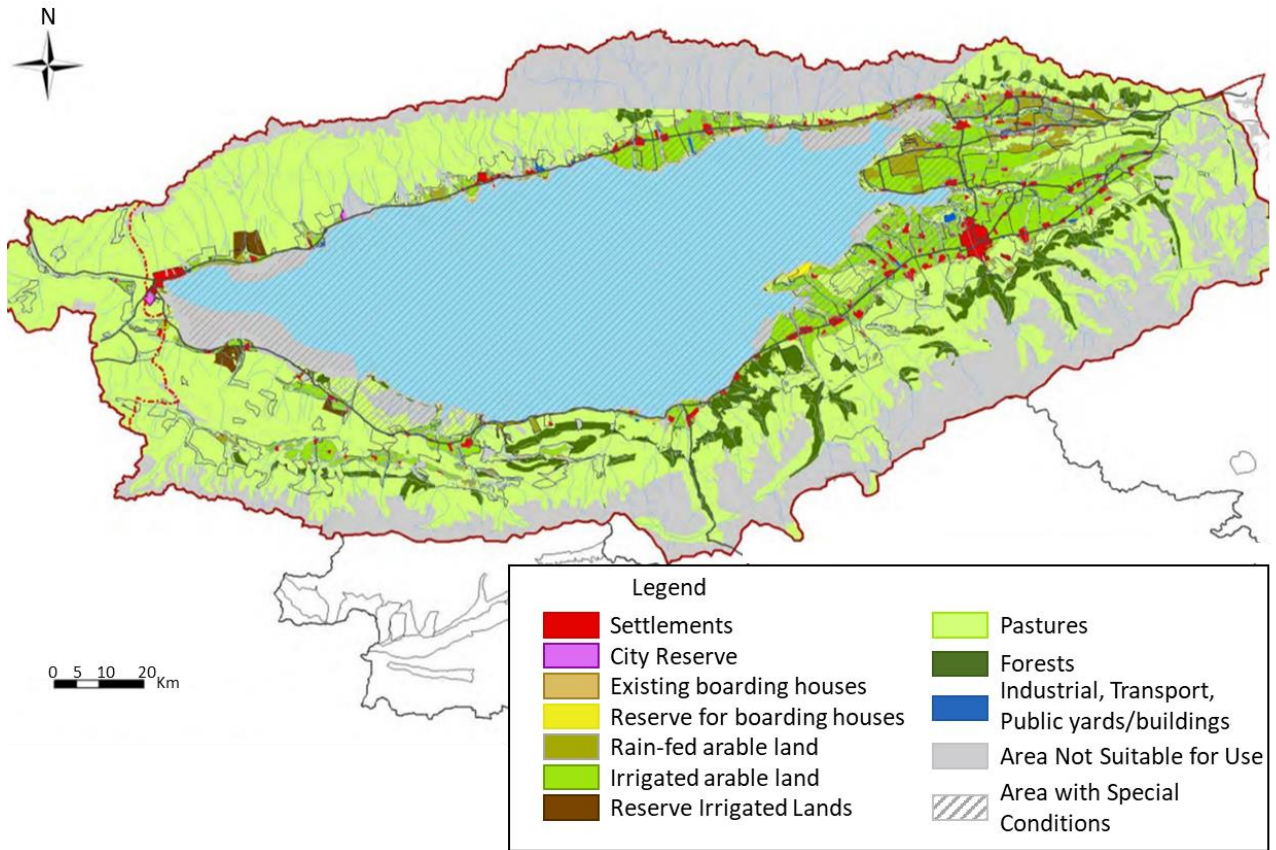 N
0 5 10 20
Km
Legend
Settlements
City Reserve
Existing boarding houses
Reserve for boarding houses
Rain-fed arable land
Irrigated arable land
Reserve Irrigated Lands
Pastures
Forests
Industrial, Transport,
Public yards/buildings
Area Not Suitable for Use
Area with Special
Conditions